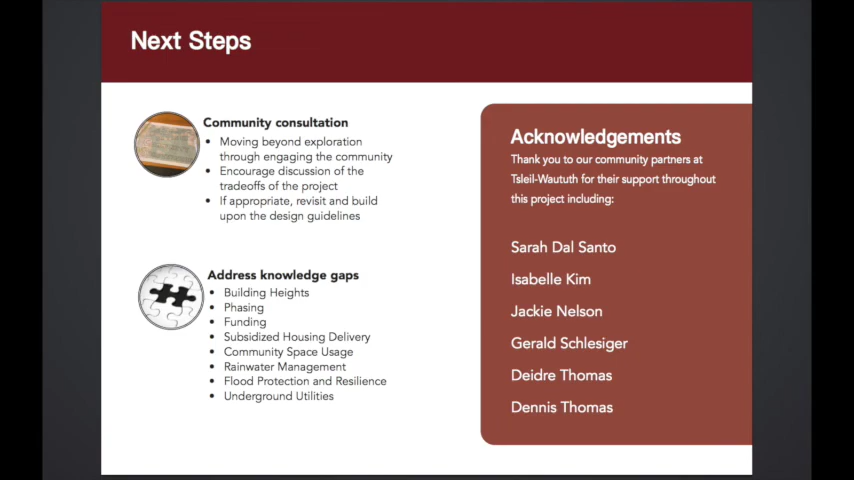 Next Steps
Community consultation
• Moving beyond exploration
through engaging the community
• Encourage discussion of the
tradeoffs of the project
• If appropriate, revisit and build
upon the design guidelines
Address knowledge gaps
• Building Heights
• Phasing
• Funding
• Subsidized Housing Delivery
• Community Space Usage
• Rainwater Management
• Flood Protection and Resilience
• Underground Utilities
Acknowledgements
Thank you to our community partners at
Tsleil-Waututh for their support throughout
this project including:
Sarah Dal Santo
Isabelle Kim
Jackie Nelson
Gerald Schlesiger
Deidre Thomas
Dennis Thomas